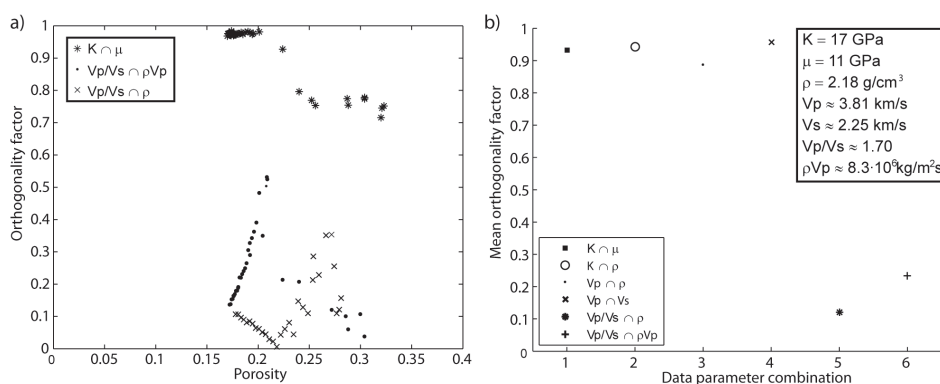 a)
Orthogonality factor
1
0.9
0.8
0.7
0.6
0.5
0.4
0.3
0.2
0.1
0
K ∩ μ
Vp/Vs ∩ ρVp
Vp/Vs ∩ ρ
0 0.05 0.1 0.15 0.2 0.25 0.3 0.35 0.4
Porosity
b)
Mean orthogonality factor
1
0.9
0.8
0.7
0.6
0.5
0.4
0.3
0.2
0.1
0
K = 17 GPa
μ = 11 GPa
ρ = 2.18 g/cm³
Vp ≈ 3.81 km/s
Vs ≈ 2.25 km/s
Vp/Vs ≈ 1.70
ρVp ≈ 8.3·10⁶kg/m²s
K ∩ μ
K ∩ ρ
Vp ∩ ρ
Vp ∩ Vs
Vp/Vs ∩ ρ
Vp/Vs ∩ ρVp
1 2 3 4 5 6
Data parameter combination